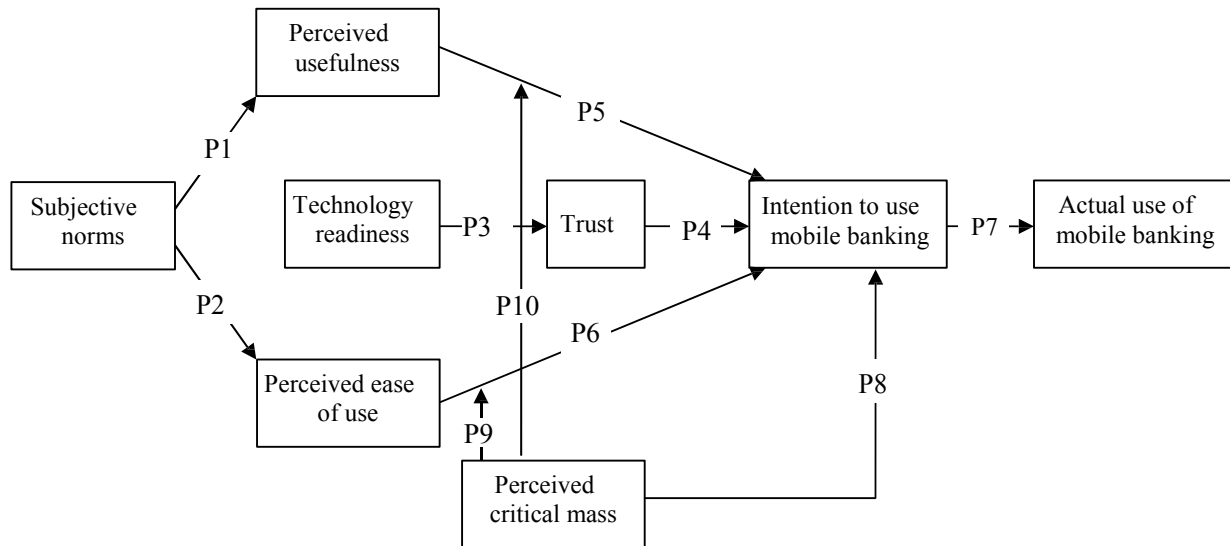 Perceived
usefulness
P5
P1
Subjective
norms
Technology
readiness
P3
Trust
P4
Intention to use
mobile banking
P7
Actual use of
mobile banking
P2
P10
P6
Perceived ease
of use
P8
P9
Perceived
critical mass